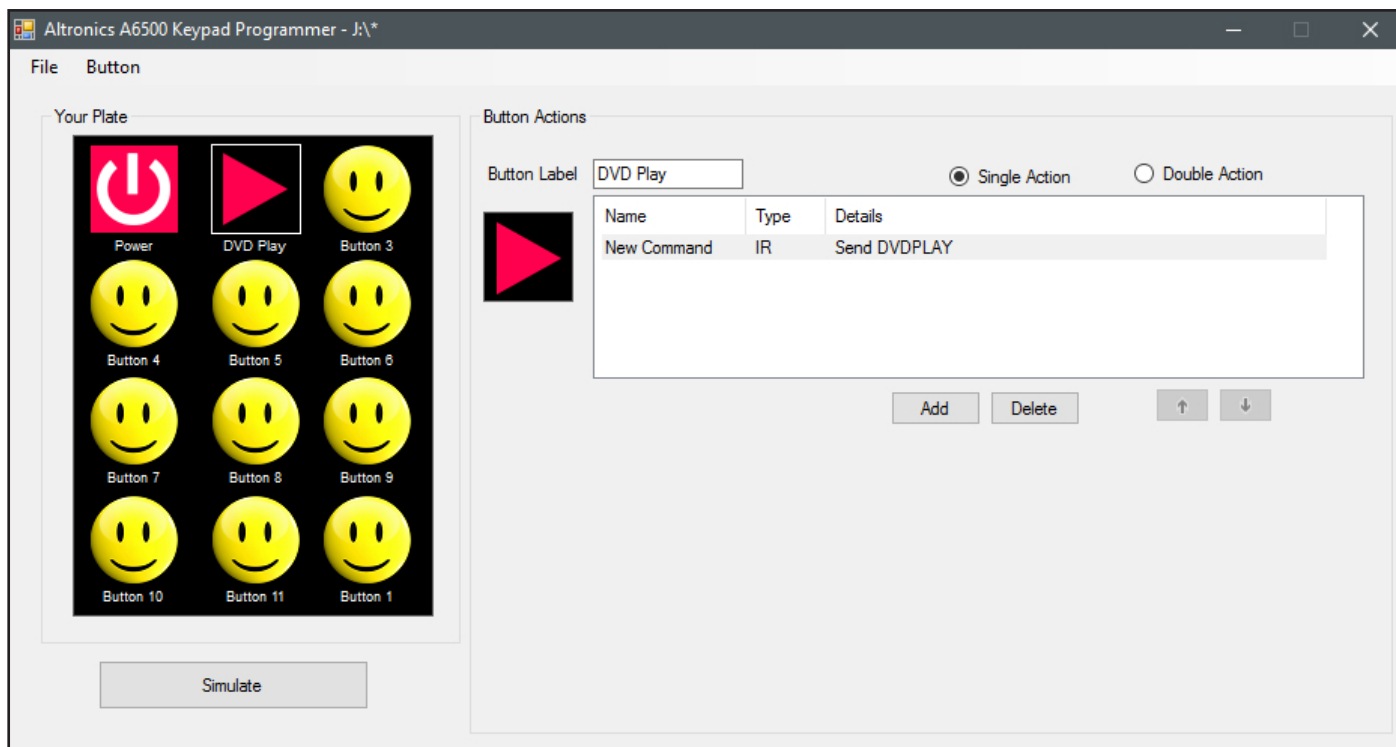 Altronics A6500 Keypad Programmer - J:\*
File Button
Your Plate
Power DVD Play Button 3
Button 4 Button 5 Button 6
Button 7 Button 8 Button 9
Button 10 Button 11 Button 1
Simulate
Button Actions
Button Label DVD Play Single Action Double Action
Name Type Details
New Command IR Send DVDPLAY
Add Delete